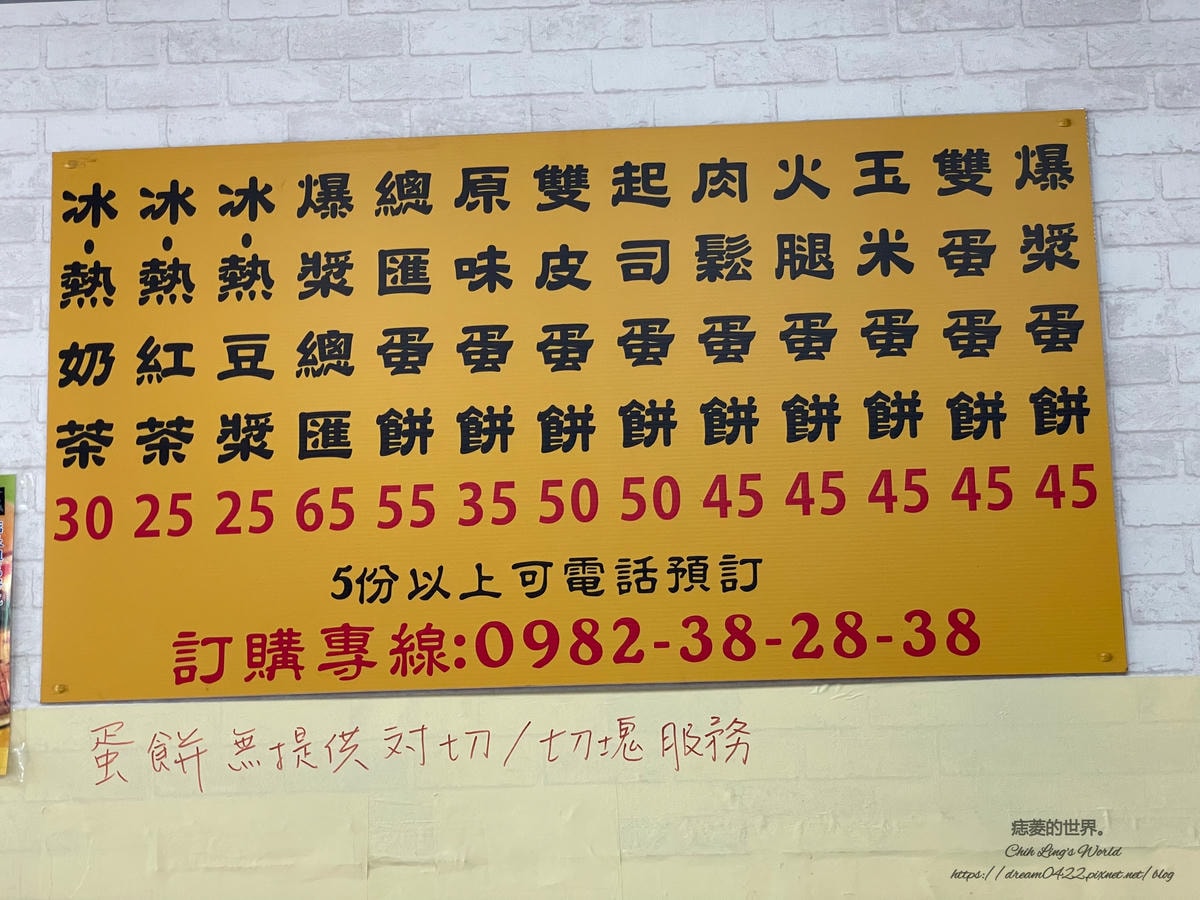 爆漿蛋餅 45
雙蛋蛋餅 45
玉米蛋餅 45
火腿蛋餅 45
肉鬆蛋餅 45
起司蛋餅 50
雙皮蛋餅 50
原味蛋餅 35
總匯蛋餅 55
爆漿總匯 65
冰•熱豆漿 25
冰•熱紅茶 25
冰•熱奶茶 30
5份以上可電話預訂
訂購專線:0982-38-28-38
蛋餅無提供対切/切塊服務
痣菱的世界。
Chih Ling's World
https://dream0422.pixnet.net/blog